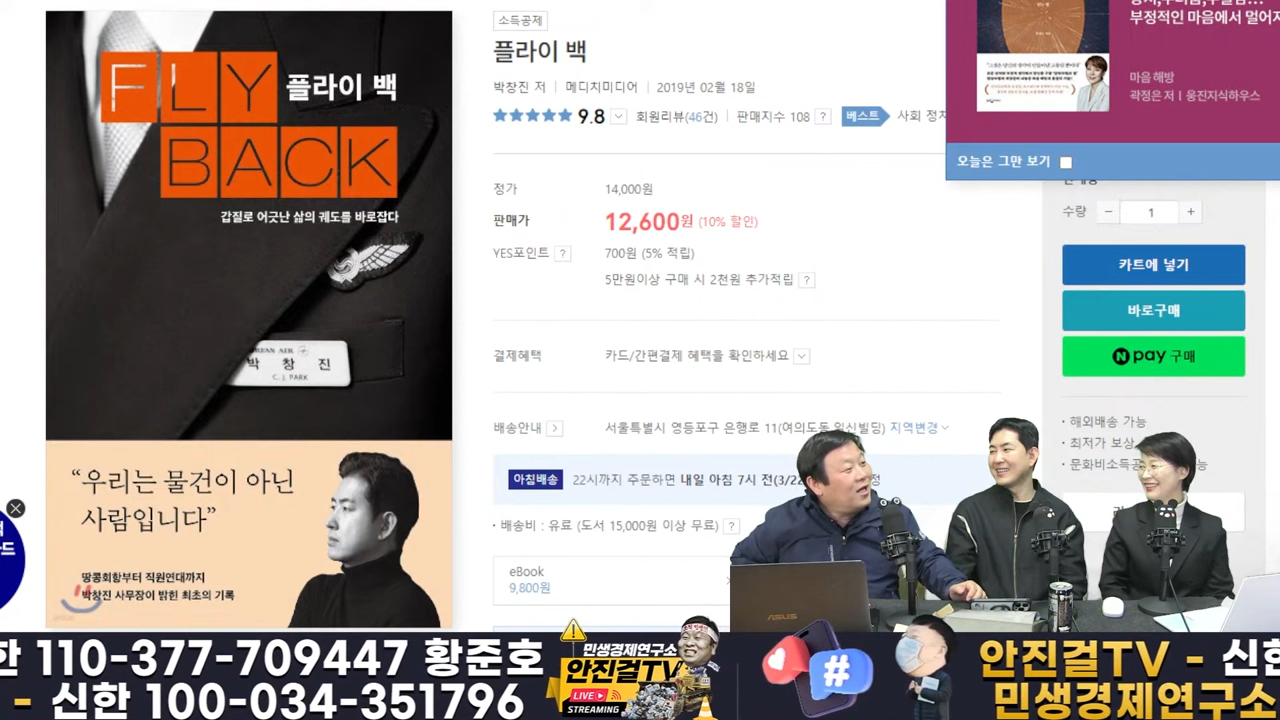 FLY 플라이 백
BACK
갑질로 어긋난 삶의 궤도를 바로잡다
KOREAN AIR
박 창 진
C. J. PARK
“우리는 물건이 아닌
사람입니다”
땅콩회항부터 직원연대까지
박창진 사무장이 밝힌 최초의 기록
소득공제
플라이 백
박창진 저 | 메디치미디어 | 2019년 02월 18일
9.8 회원리뷰(46건) | 판매지수 108 ? 베스트 사회 정치
정가 14,000원
판매가 12,600원 (10% 할인)
YES포인트 ? 700원 (5% 적립)
5만원이상 구매 시 2천원 추가적립 ?
결제혜택 카드/간편결제 혜택을 확인하세요
배송안내 서울특별시 영등포구 은행로 11(여의도동 일신빌딩) 지역변경
아침배송 22시까지 주문하면 내일 아침 7시 전(3/22
정
· 배송비 : 유료 (도서 15,000원 이상 무료) ?
eBook
9,800원
부정적인 마음에서 멀어지
마음 해방
곽정은 저 | 웅진지식하우스
오늘은 그만 보기
수량 − 1 +
카트에 넣기
바로구매
N pay 구매
· 해외배송 가능
· 최저가 보상
· 문화비소득공
능
ASUS
한 110-377-709447 황준호
- 신한 100-034-351796
민생경제연구소
안진걸TV
LIVE
STREAMING
#
안진걸TV - 신한
민생경제연구소